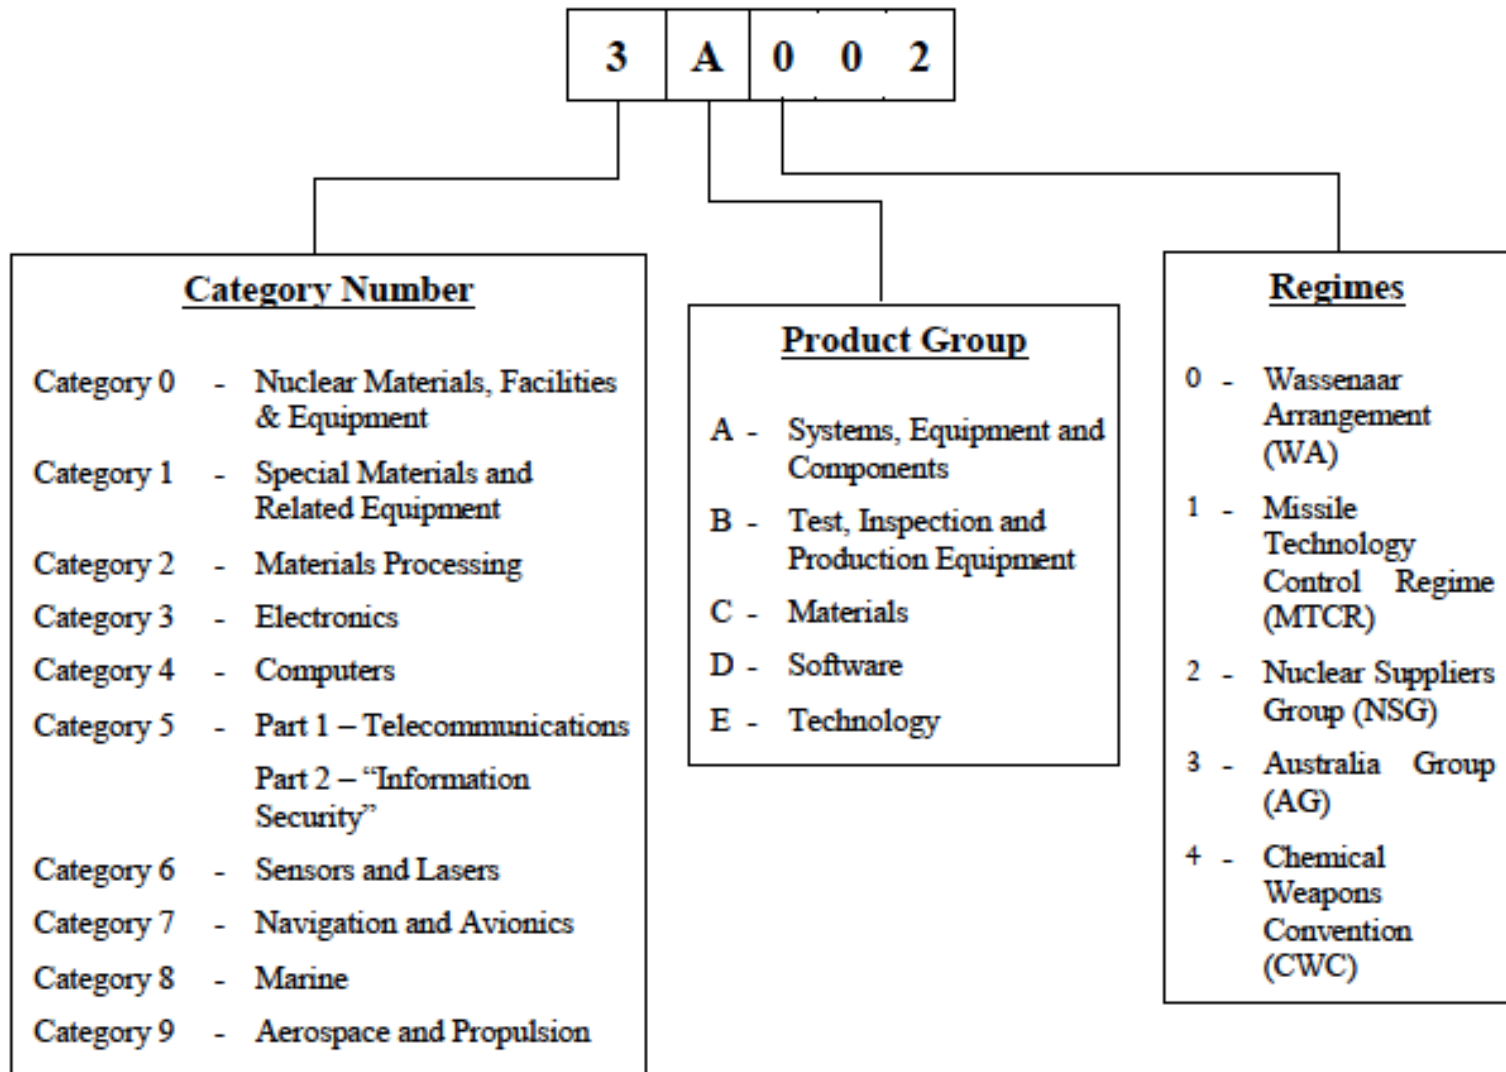 3 A 0 0 2
Category Number
Category 0 - Nuclear Materials, Facilities
& Equipment
Category 1 - Special Materials and
Related Equipment
Category 2 - Materials Processing
Category 3 - Electronics
Category 4 - Computers
Category 5 - Part 1 – Telecommunications
Part 2 – “Information
Security”
Category 6 - Sensors and Lasers
Category 7 - Navigation and Avionics
Category 8 - Marine
Category 9 - Aerospace and Propulsion
Product Group
A - Systems, Equipment and
Components
B - Test, Inspection and
Production Equipment
C - Materials
D - Software
E - Technology
Regimes
0 - Wassenaar
Arrangement
(WA)
1 - Missile
Technology
Control Regime
(MTCR)
2 - Nuclear Suppliers
Group (NSG)
3 - Australia Group
(AG)
4 - Chemical
Weapons
Convention
(CWC)